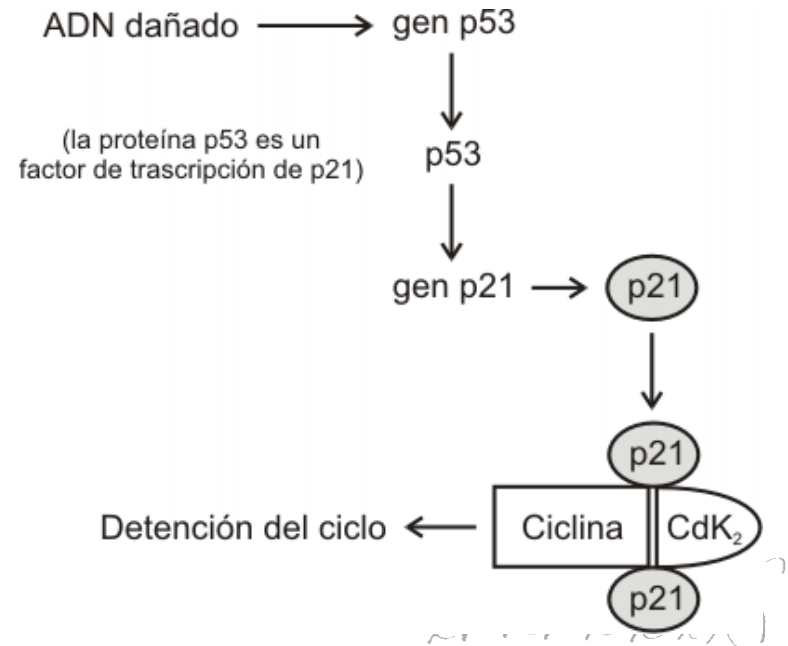 ADN dañado
gen p53
(la proteína p53 es un
factor de trascripción de p21)
p53
gen p21
p21
p21
Detención del ciclo
Ciclina
CdK₂
p21